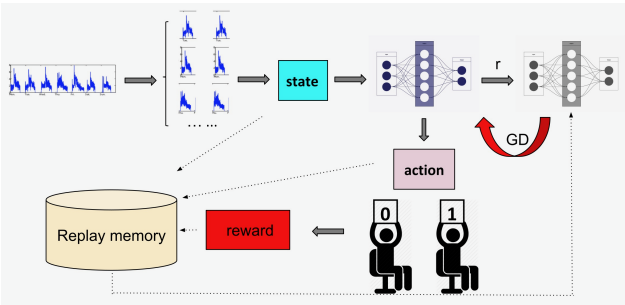 ... ...
state
r
GD
action
0
1
Replay memory
reward